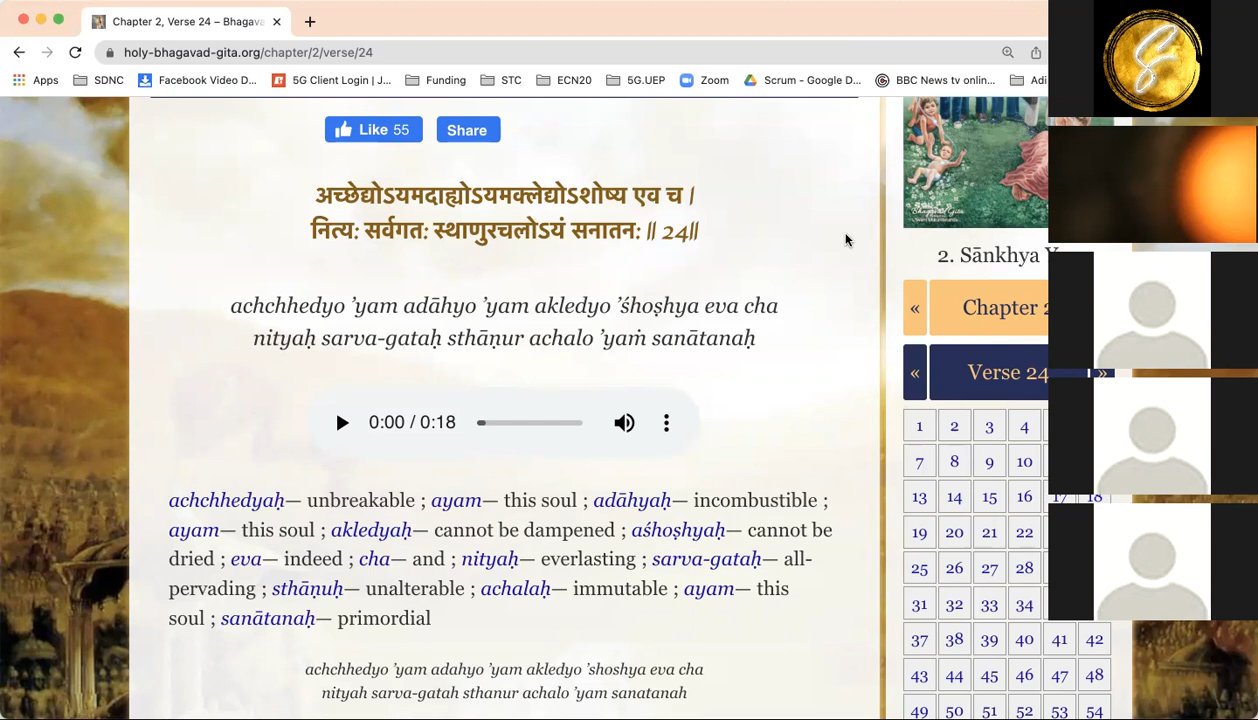 Chapter 2, Verse 24 – Bhagava
holy-bhagavad-gita.org/chapter/2/verse/24
Apps SDNC Facebook Video D... 5G Client Login | J... Funding STC ECN20 5G.UEP Zoom Scrum - Google D... BBC News tv onlin... Adi
Like 55 Share
अच्छेद्योऽयमदाह्योऽयमक्लेद्योऽशोष्य एव च |
नित्य: सर्वगत: स्थाणुरचलोऽयं सनातन: || 24||
achchhedyo ’yam adāhyo ’yam akledyo ’śhoṣhya eva cha
nityaḥ sarva-gataḥ sthāṇur achalo ’yaṁ sanātanaḥ
0:00 / 0:18
achchhedyaḥ— unbreakable ; ayam— this soul ; adāhyaḥ— incombustible ;
ayam— this soul ; akledyaḥ— cannot be dampened ; aśhoṣhyaḥ— cannot be
dried ; eva— indeed ; cha— and ; nityaḥ— everlasting ; sarva-gataḥ— all-
pervading ; sthāṇuḥ— unalterable ; achalaḥ— immutable ; ayam— this
soul ; sanātanaḥ— primordial
achchhedyo ’yam adahyo ’yam akledyo ’shoshya eva cha
nityah sarva-gatah sthanur achalo ’yam sanatanah
2. Sānkhya Y
« Chapter 2
« Verse 24 »
1 2 3 4
7 8 9 10
13 14 15 16 17 18
19 20 21 22
25 26 27 28
31 32 33 34
37 38 39 40 41 42
43 44 45 46 47 48
49 50 51 52 53 54